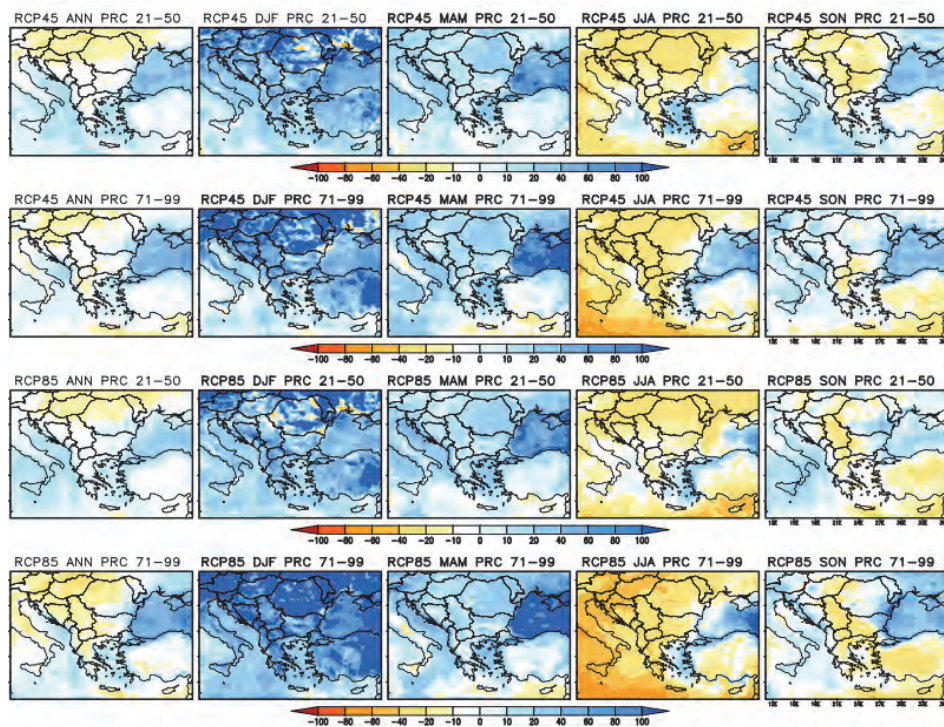 RCP45 ANN PRC 21-50 RCP45 DJF PRC 21-50 RCP45 MAM PRC 21-50 RCP45 JJA PRC 21-50 RCP45 SON PRC 21-50
-100 -80 -60 -40 -20 -10 0 10 20 40 60 80 100
RCP45 ANN PRC 71-99 RCP45 DJF PRC 71-99 RCP45 MAM PRC 71-99 RCP45 JJA PRC 71-99 RCP45 SON PRC 71-99
-100 -80 -60 -40 -20 -10 0 10 20 40 60 80 100
RCP85 ANN PRC 21-50 RCP85 DJF PRC 21-50 RCP85 MAM PRC 21-50 RCP85 JJA PRC 21-50 RCP85 SON PRC 21-50
-100 -80 -60 -40 -20 -10 0 10 20 40 60 80 100
RCP85 ANN PRC 71-99 RCP85 DJF PRC 71-99 RCP85 MAM PRC 71-99 RCP85 JJA PRC 71-99 RCP85 SON PRC 71-99
-100 -80 -60 -40 -20 -10 0 10 20 40 60 80 100